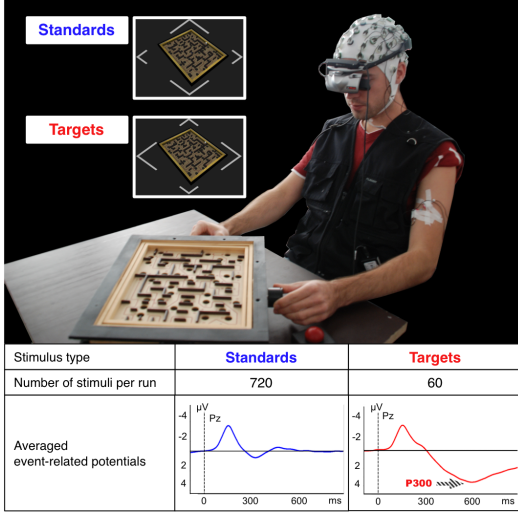 Standards
Targets
Stimulus type Standards Targets
Number of stimuli per run 720 60
Averaged
event-related potentials
µV
Pz
-4
-2
2
4
0 300 600 ms
µV
Pz
-4
-2
2
4
P300
0 300 600 ms